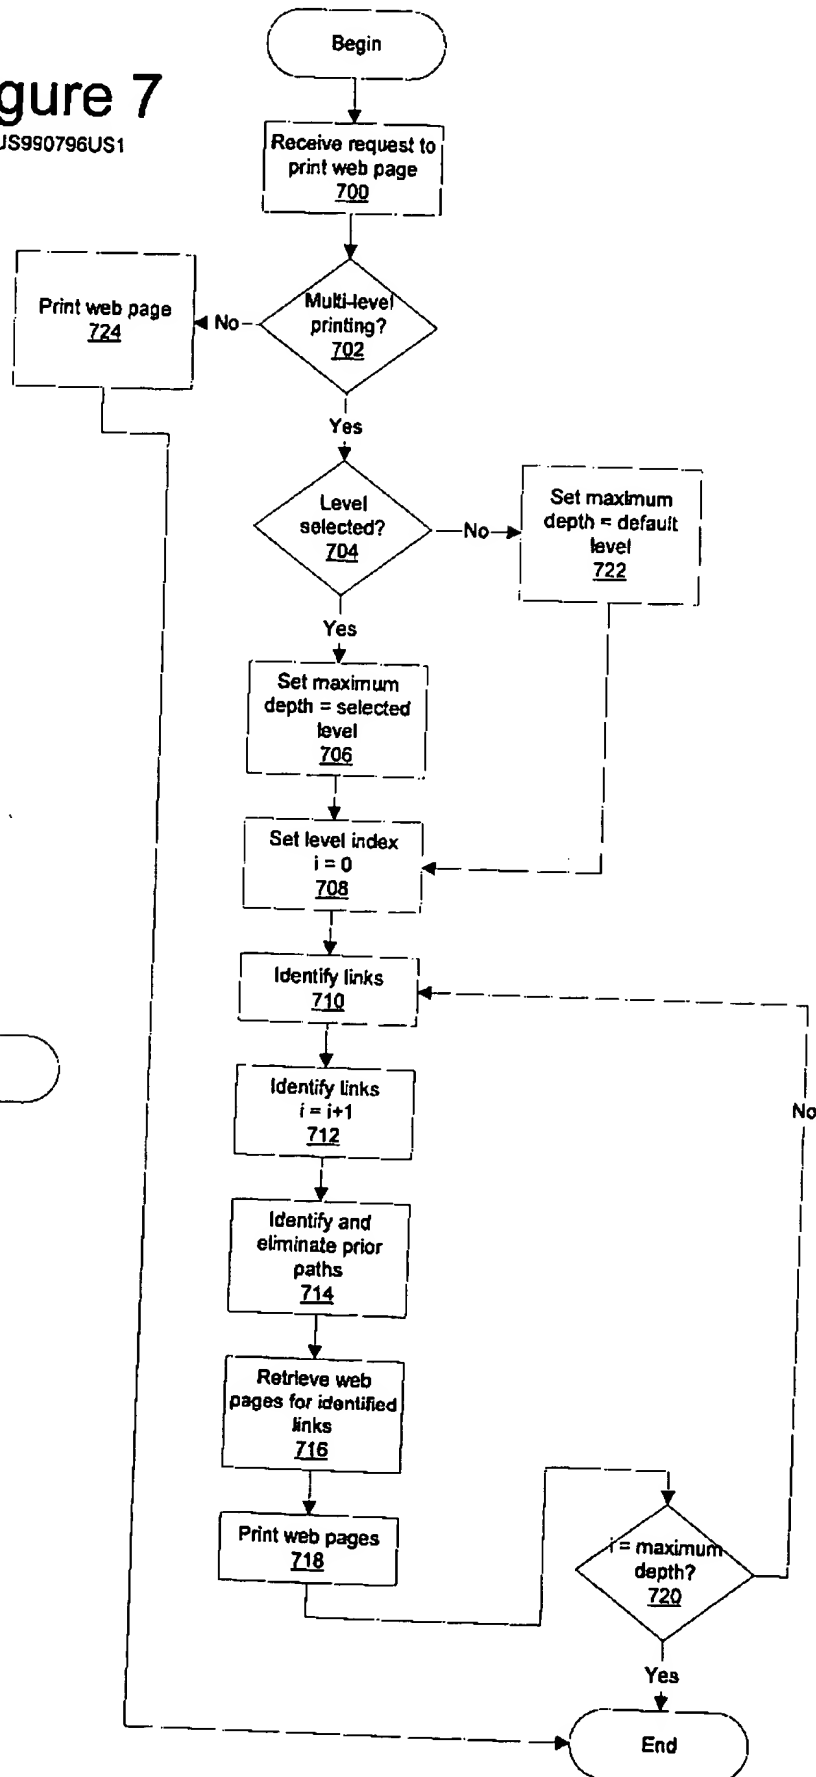 Begin
gure 7
US990796US1
Receive request to
print web page
700
Multi-level
printing?
702
No
Print web page
724
Yes
Level
selected?
704
No
Set maximum
depth = default
level
722
Yes
Set maximum
depth = selected
level
706
Set level index
i = 0
708
Identify links
710
Identify links
i = i+1
712
No
Identify and
eliminate prior
paths
714
Retrieve web
pages for identified
links
716
Print web pages
718
i = maximum
depth?
720
Yes
End